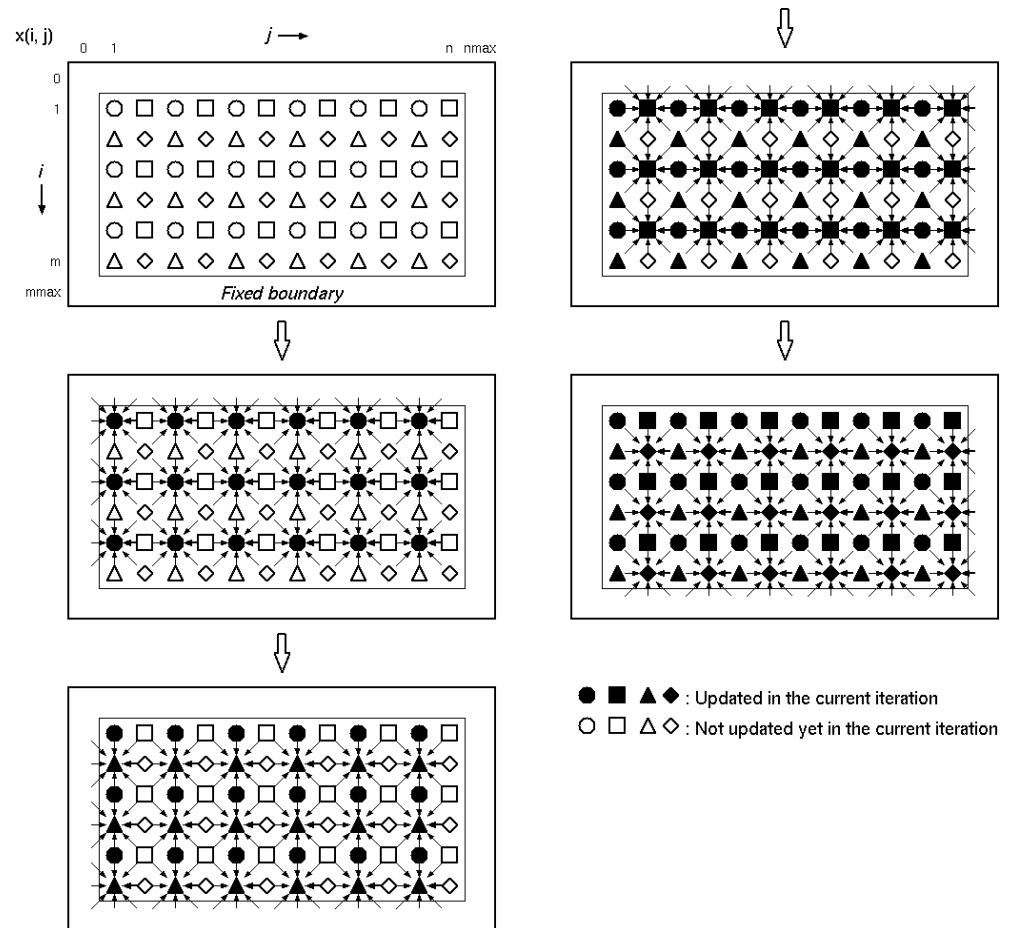 x(i, j)
j
0 1 n nmax
0
1
i
m
mmax
Fixed boundary
: Updated in the current iteration
: Not updated yet in the current iteration